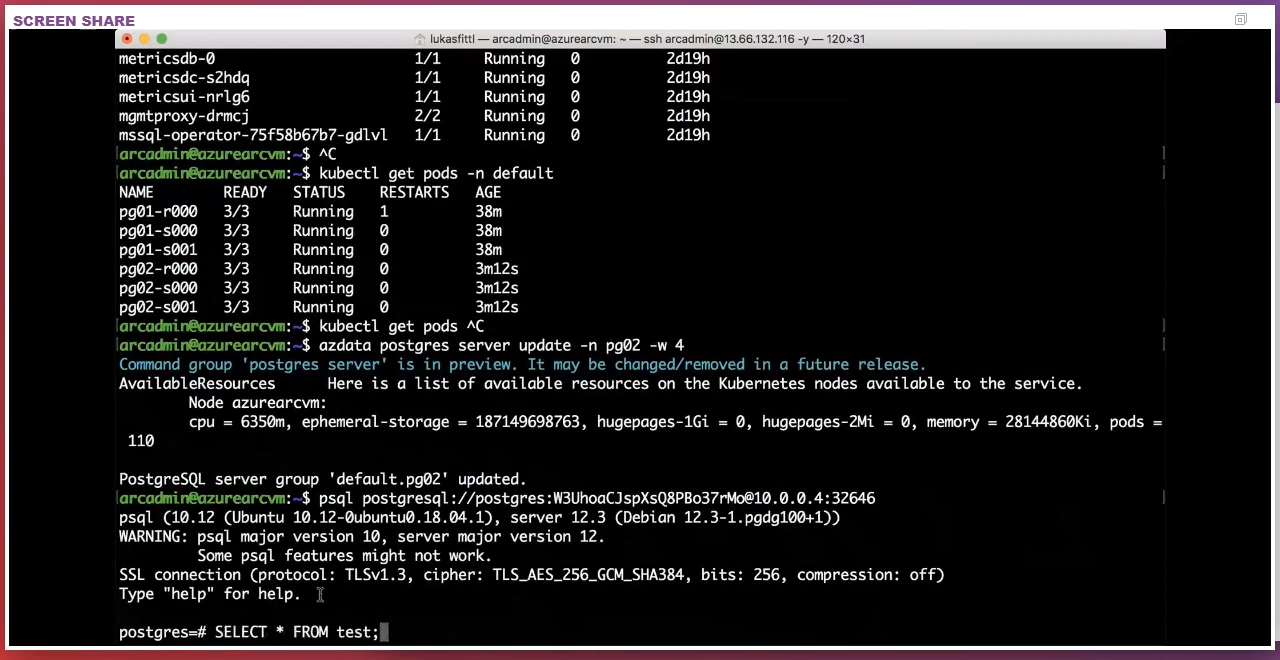 SCREEN SHARE
lukasfittl — arcadmin@azurearcvm: ~ — ssh arcadmin@13.66.132.116 -y — 120×31
metricsdb-0 1/1 Running 0 2d19h
metricsdc-s2hdq 1/1 Running 0 2d19h
metricsui-nrlg6 1/1 Running 0 2d19h
mgmtproxy-drmcj 2/2 Running 0 2d19h
mssql-operator-75f58b67b7-gdlvl 1/1 Running 0 2d19h
arcadmin@azurearcvm:~$ ^C
arcadmin@azurearcvm:~$ kubectl get pods -n default
NAME READY STATUS RESTARTS AGE
pg01-r000 3/3 Running 1 38m
pg01-s000 3/3 Running 0 38m
pg01-s001 3/3 Running 0 38m
pg02-r000 3/3 Running 0 3m12s
pg02-s000 3/3 Running 0 3m12s
pg02-s001 3/3 Running 0 3m12s
arcadmin@azurearcvm:~$ kubectl get pods ^C
arcadmin@azurearcvm:~$ azdata postgres server update -n pg02 -w 4
Command group 'postgres server' is in preview. It may be changed/removed in a future release.
AvailableResources Here is a list of available resources on the Kubernetes nodes available to the service.
Node azurearcvm:
cpu = 6350m, ephemeral-storage = 187149698763, hugepages-1Gi = 0, hugepages-2Mi = 0, memory = 28144860Ki, pods =
110
PostgreSQL server group 'default.pg02' updated.
arcadmin@azurearcvm:~$ psql postgresql://postgres:W3UhoaCJspXsQ8PBo37rMo@10.0.0.4:32646
psql (10.12 (Ubuntu 10.12-0ubuntu0.18.04.1), server 12.3 (Debian 12.3-1.pgdg100+1))
WARNING: psql major version 10, server major version 12.
Some psql features might not work.
SSL connection (protocol: TLSv1.3, cipher: TLS_AES_256_GCM_SHA384, bits: 256, compression: off)
Type "help" for help.
postgres=# SELECT * FROM test;